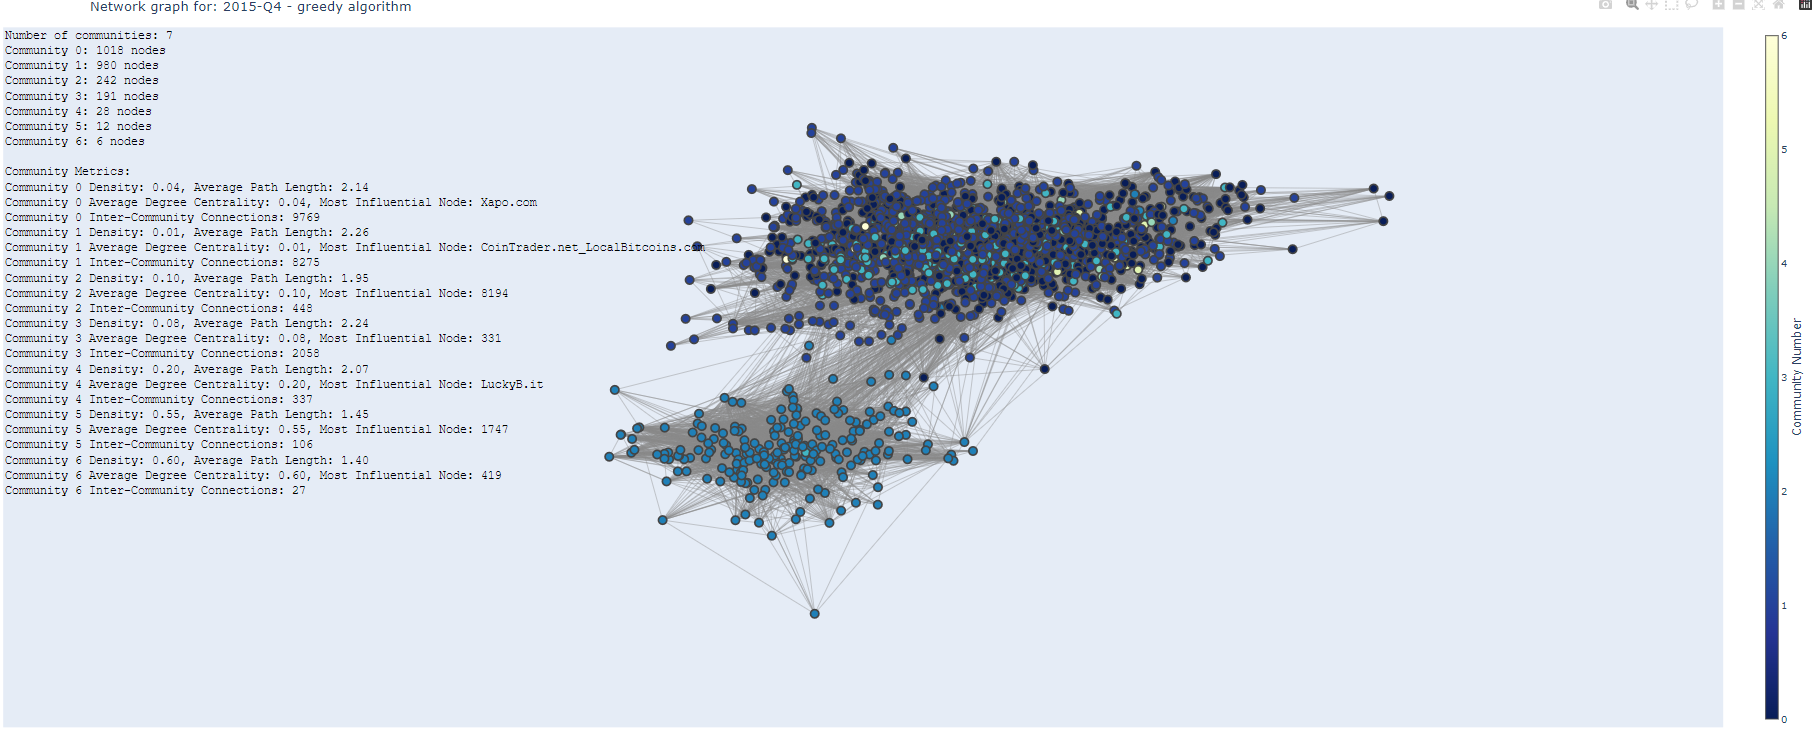 Network graph for: 2015-Q4 - greedy algorithm
Number of communities: 7
Community 0: 1018 nodes
Community 1: 980 nodes
Community 2: 242 nodes
Community 3: 191 nodes
Community 4: 28 nodes
Community 5: 12 nodes
Community 6: 6 nodes
Community Metrics:
Community 0 Density: 0.04, Average Path Length: 2.14
Community 0 Average Degree Centrality: 0.04, Most Influential Node: Xapo.com
Community 0 Inter-Community Connections: 9769
Community 1 Density: 0.01, Average Path Length: 2.26
Community 1 Average Degree Centrality: 0.01, Most Influential Node: CoinTrader.net_LocalBitcoins.com
Community 1 Inter-Community Connections: 8275
Community 2 Density: 0.10, Average Path Length: 1.95
Community 2 Average Degree Centrality: 0.10, Most Influential Node: 8194
Community 2 Inter-Community Connections: 448
Community 3 Density: 0.08, Average Path Length: 2.24
Community 3 Average Degree Centrality: 0.08, Most Influential Node: 331
Community 3 Inter-Community Connections: 2058
Community 4 Density: 0.20, Average Path Length: 2.07
Community 4 Average Degree Centrality: 0.20, Most Influential Node: LuckyB.it
Community 4 Inter-Community Connections: 337
Community 5 Density: 0.55, Average Path Length: 1.45
Community 5 Average Degree Centrality: 0.55, Most Influential Node: 1747
Community 5 Inter-Community Connections: 106
Community 6 Density: 0.60, Average Path Length: 1.40
Community 6 Average Degree Centrality: 0.60, Most Influential Node: 419
Community 6 Inter-Community Connections: 27
6
5
4
3
2
1
0
Community Number